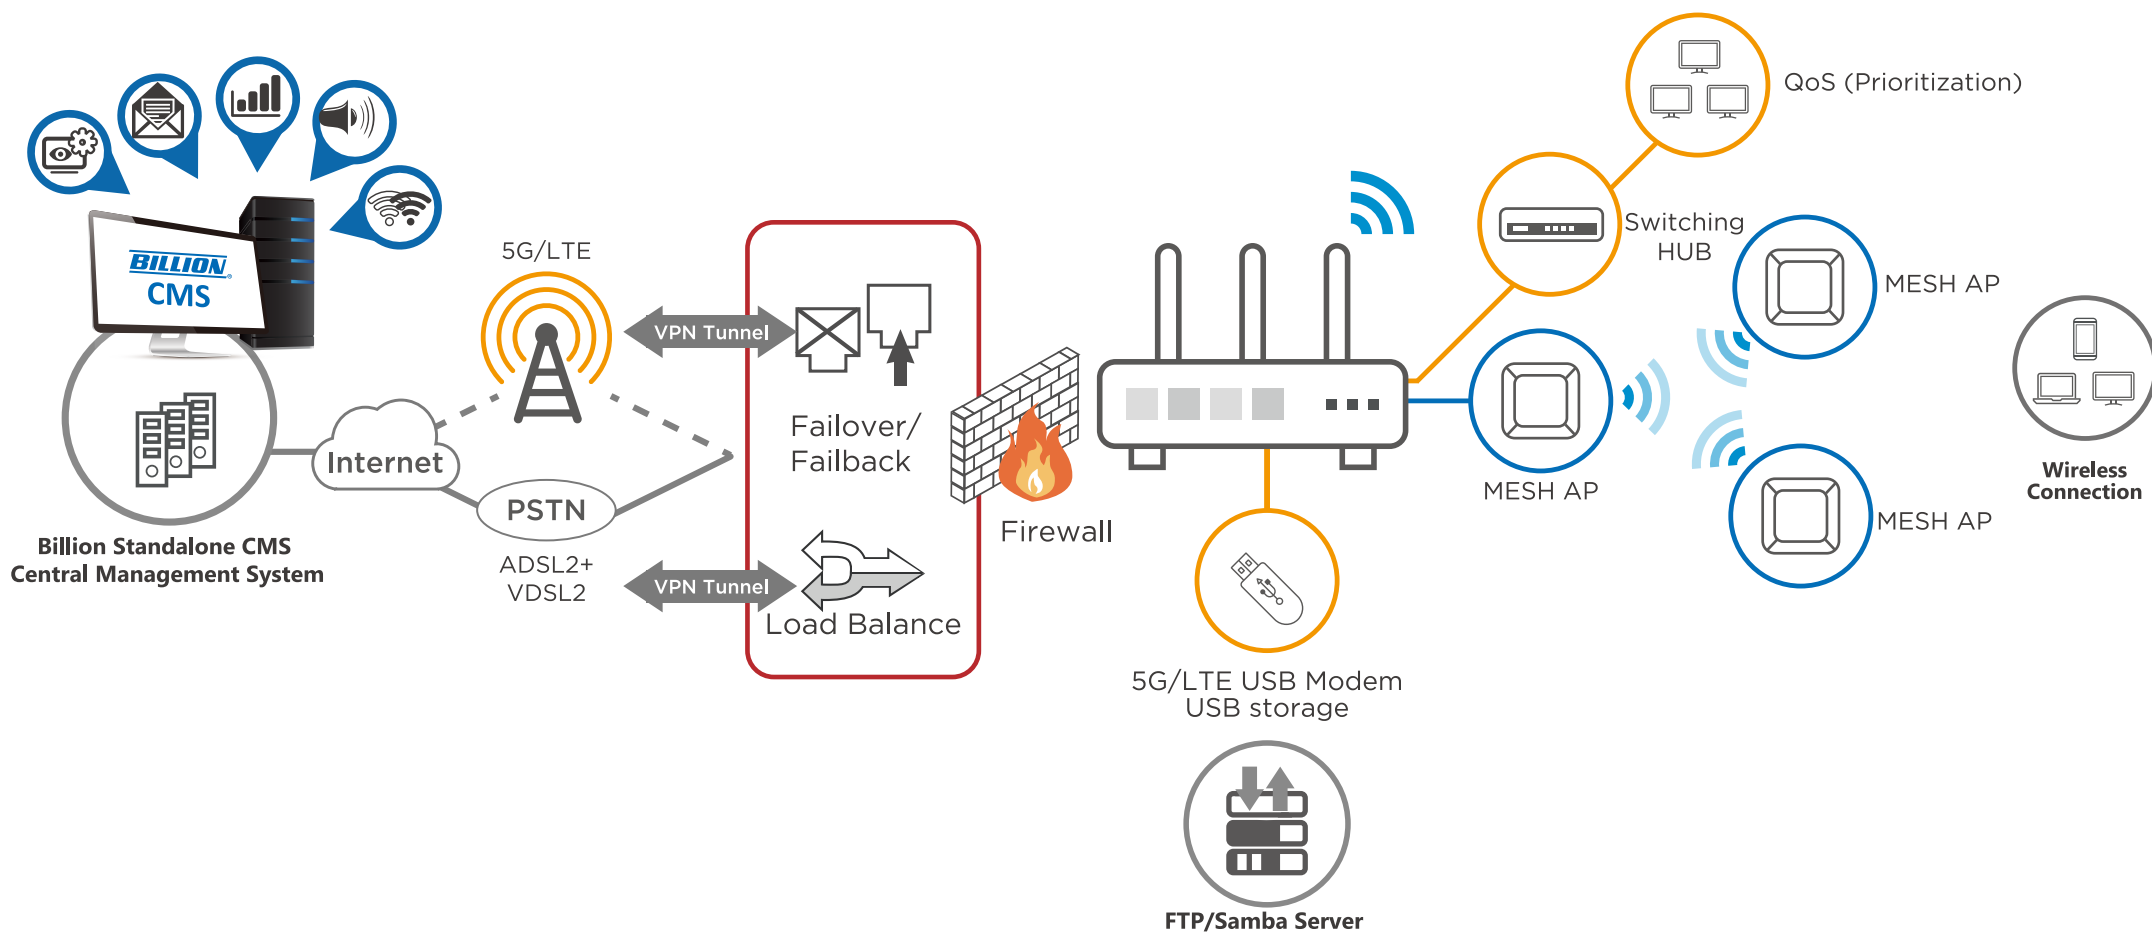 BILLION®
CMS
Billion Standalone CMS
Central Management System
Internet
5G/LTE
PSTN
ADSL2+
VDSL2
VPN Tunnel
VPN Tunnel
Failover/
Failback
Load Balance
Firewall
5G/LTE USB Modem
USB storage
FTP/Samba Server
QoS (Prioritization)
Switching
HUB
MESH AP
MESH AP
MESH AP
Wireless
Connection